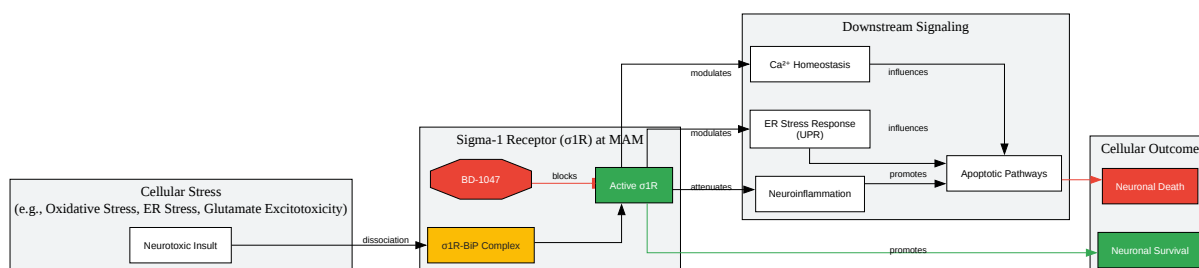 Downstream Signaling
Ca²⁺ Homeostasis
modulates
influences
ER Stress Response
(UPR)
modulates
influences
Sigma-1 Receptor (σ1R) at MAM
Cellular Outcome
BD-1047
blocks
Active σ1R
attenuates
Neuroinflammation
promotes
Apoptotic Pathways
Neuronal Death
Cellular Stress
(e.g., Oxidative Stress, ER Stress, Glutamate Excitotoxicity)
Neurotoxic Insult
dissociation
σ1R-BiP Complex
promotes
Neuronal Survival